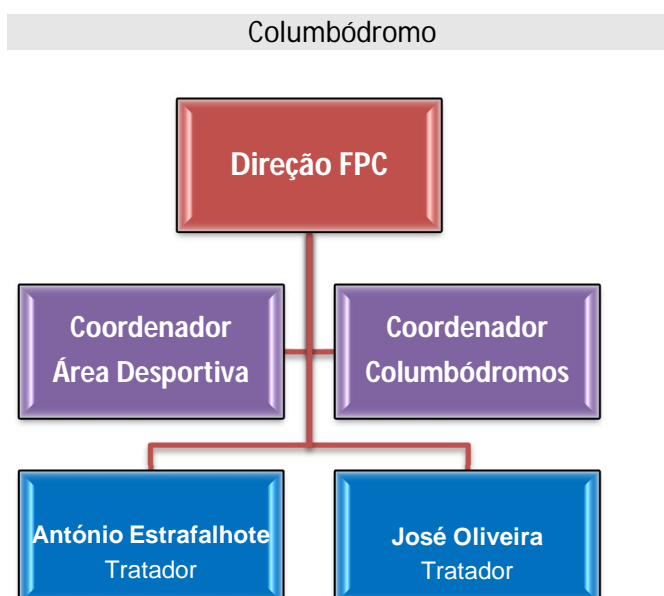 Columbódromo
Direção FPC
Coordenador
Área Desportiva
Coordenador
Columbódromos
António Estrafalhote
Tratador
José Oliveira
Tratador